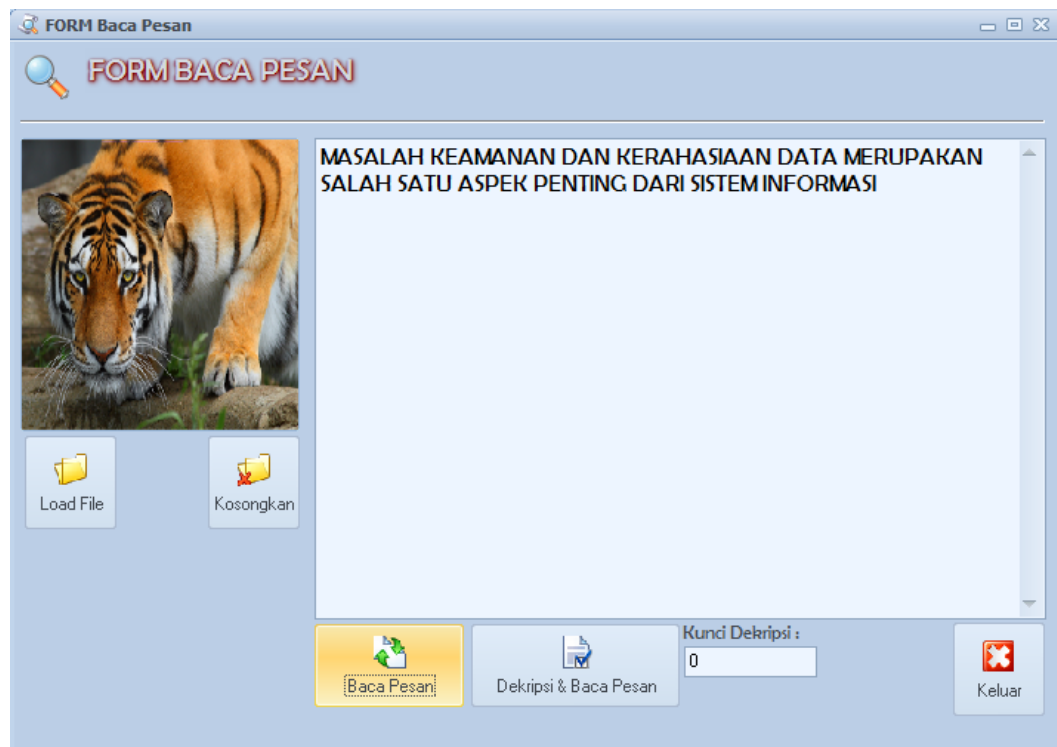 FORM Baca Pesan
FORM BACA PESAN
MASALAH KEAMANAN DAN KERAHASIAAN DATA MERUPAKAN
SALAH SATU ASPEK PENTING DARI SISTEM INFORMASI
Load File
Kosongkan
Baca Pesan
Dekripsi & Baca Pesan
Kunci Dekripsi :
0
Keluar